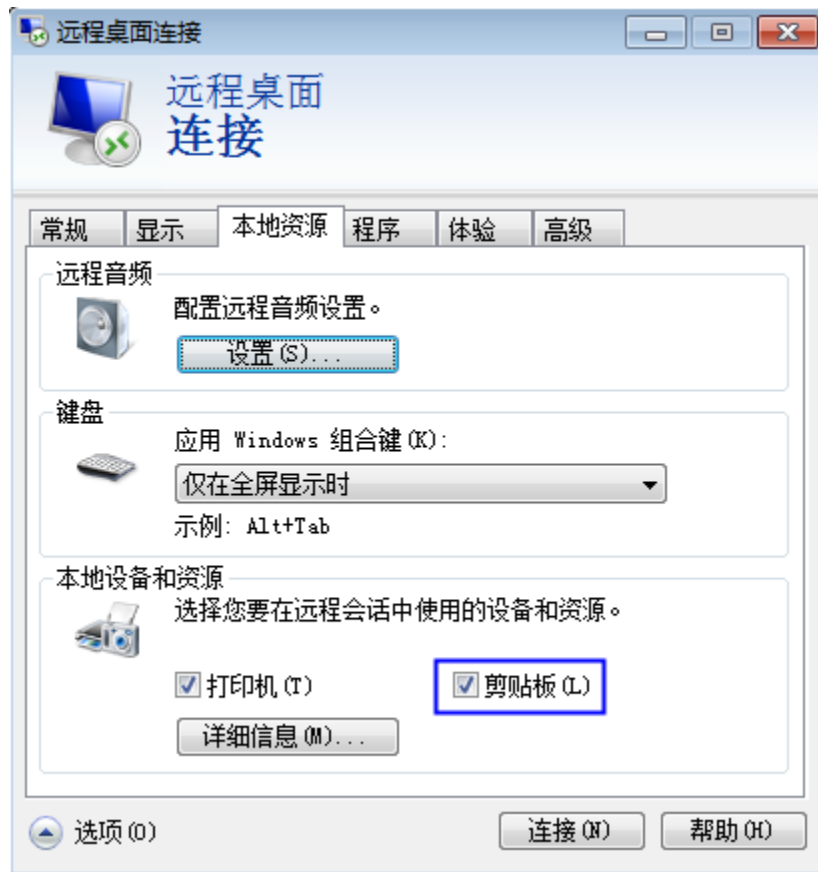 远程桌面连接
远程桌面
连接
常规 显示 本地资源 程序 体验 高级
远程音频
配置远程音频设置。
设置(S)...
键盘
应用 Windows 组合键(K):
仅在全屏显示时
示例: Alt+Tab
本地设备和资源
选择您要在远程会话中使用的设备和资源。
打印机(T) 剪贴板(L)
详细信息(M)...
选项(O) 连接(N) 帮助(H)